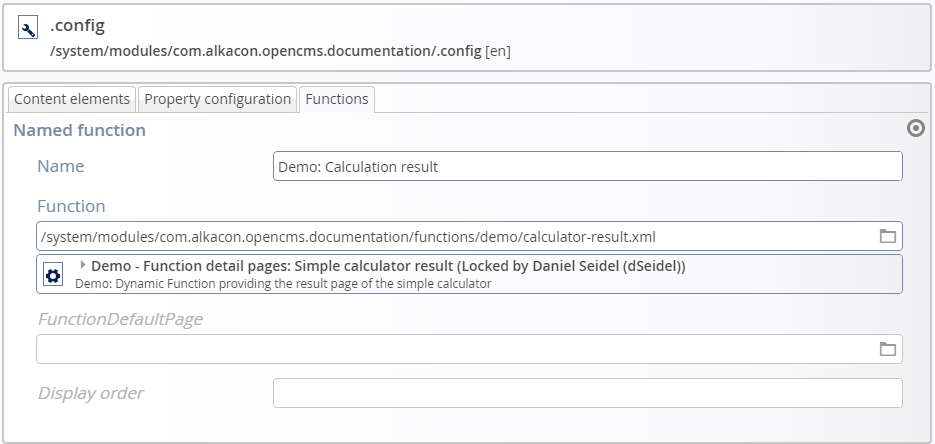 .config
/system/modules/com.alkacon.opencms.documentation/.config [en]
Content elements Property configuration Functions
Named function
Name Demo: Calculation result
Function
/system/modules/com.alkacon.opencms.documentation/functions/demo/calculator-result.xml
Demo - Function detail pages: Simple calculator result (Locked by Daniel Seidel (dSeidel))
Demo: Dynamic Function providing the result page of the simple calculator
FunctionDefaultPage
Display order